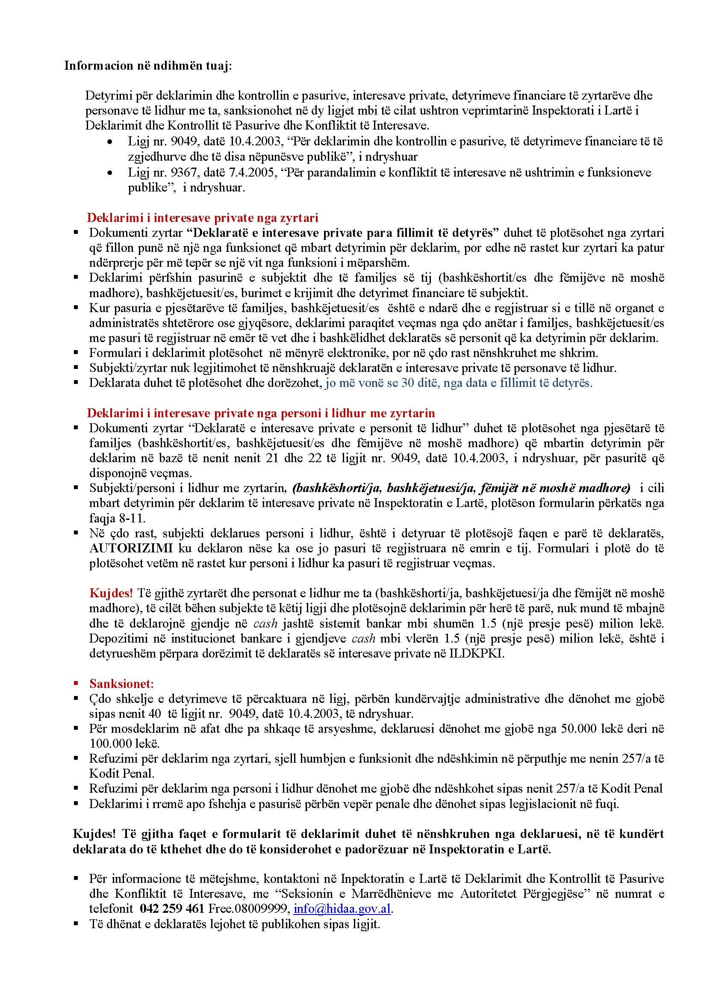 Informacion në ndihmën tuaj:
Detyrimi për deklarimin dhe kontrollin e pasurive, interesave private, detyrimeve financiare të zyrtarëve dhe
personave të lidhur me ta, sanksionohet në dy ligjet mbi të cilat ushtron veprimtarinë Inspektorati i Lartë i
Deklarimit dhe Kontrollit të Pasurive dhe Konfliktit të Interesave.
• Ligj nr. 9049, datë 10.4.2003, “Për deklarimin dhe kontrollin e pasurive, të detyrimeve financiare të të
zgjedhurve dhe të disa nëpunësve publikë”, i ndryshuar
• Ligj nr. 9367, datë 7.4.2005, “Për parandalimin e konfliktit të interesave në ushtrimin e funksioneve
publike”, i ndryshuar.
Deklarimi i interesave private nga zyrtari
▪ Dokumenti zyrtar “Deklaratë e interesave private para fillimit të detyrës” duhet të plotësohet nga zyrtari
që fillon punë në një nga funksionet që mbart detyrimin për deklarim, por edhe në rastet kur zyrtari ka patur
ndërprerje për më tepër se një vit nga funksioni i mëparshëm.
▪ Deklarimi përfshin pasurinë e subjektit dhe të familjes së tij (bashkëshortit/es dhe fëmijëve në moshë
madhore), bashkëjetuesit/es, burimet e krijimit dhe detyrimet financiare të subjektit.
▪ Kur pasuria e pjesëtarëve të familjes, bashkëjetuesit/es është e ndarë dhe e regjistruar si e tillë në organet e
administratës shtetërore ose gjyqësore, deklarimi paraqitet veçmas nga çdo anëtar i familjes, bashkëjetuesit/es
me pasuri të regjistruar në emër të vet dhe i bashkëlidhet deklaratës së personit që ka detyrimin për deklarim.
▪ Formulari i deklarimit plotësohet në mënyrë elektronike, por në çdo rast nënshkruhet me shkrim.
▪ Subjekti/zyrtar nuk legjitimohet të nënshkruajë deklaratën e interesave private të personave të lidhur.
▪ Deklarata duhet të plotësohet dhe dorëzohet, jo më vonë se 30 ditë, nga data e fillimit të detyrës.
Deklarimi i interesave private nga personi i lidhur me zyrtarin
▪ Dokumenti zyrtar “Deklaratë e interesave private e personit të lidhur” duhet të plotësohet nga pjesëtarë të
familjes (bashkëshortit/es, bashkëjetuesit/es dhe fëmijëve në moshë madhore) që mbartin detyrimin për
deklarim në bazë të nenit nenit 21 dhe 22 të ligjit nr. 9049, datë 10.4.2003, i ndryshuar, për pasuritë që
disponojnë veçmas.
▪ Subjekti/personi i lidhur me zyrtarin, (bashkëshorti/ja, bashkëjetuesi/ja, fëmijët në moshë madhore) i cili
mbart detyrimin për deklarim të interesave private në Inspektoratin e Lartë, plotëson formularin përkatës nga
faqja 8-11.
▪ Në çdo rast, subjekti deklarues personi i lidhur, është i detyruar të plotësojë faqen e parë të deklaratës,
AUTORIZIMI ku deklaron nëse ka ose jo pasuri të regjistruara në emrin e tij. Formulari i plotë do të
plotësohet vetëm në rastet kur personi i lidhur ka pasuri të regjistruar veçmas.
Kujdes! Të gjithë zyrtarët dhe personat e lidhur me ta (bashkëshorti/ja, bashkëjetuesi/ja dhe fëmijët në moshë
madhore), të cilët bëhen subjekte të këtij ligji dhe plotësojnë deklarimin për herë të parë, nuk mund të mbajnë
dhe të deklarojnë gjendje në cash jashtë sistemit bankar mbi shumën 1.5 (një presje pesë) milion lekë.
Depozitimi në institucionet bankare i gjendjeve cash mbi vlerën 1.5 (një presje pesë) milion lekë, është i
detyrueshëm përpara dorëzimit të deklaratës së interesave private në ILDKPKI.
▪ Sanksionet:
▪ Çdo shkelje e detyrimeve të përcaktuara në ligj, përbën kundërvajtje administrative dhe dënohet me gjobë
sipas nenit 40 të ligjit nr. 9049, datë 10.4.2003, të ndryshuar.
▪ Për mosdeklarim në afat dhe pa shkaqe të arsyeshme, deklaruesi dënohet me gjobë nga 50.000 lekë deri në
100.000 lekë.
▪ Refuzimi për deklarim nga zyrtari, sjell humbjen e funksionit dhe ndëshkimin në përputhje me nenin 257/a të
Kodit Penal.
▪ Refuzimi për deklarim nga personi i lidhur dënohet me gjobë dhe ndëshkohet sipas nenit 257/a të Kodit Penal
▪ Deklarimi i rremë apo fshehja e pasurisë përbën vepër penale dhe dënohet sipas legjislacionit në fuqi.
Kujdes! Të gjitha faqet e formularit të deklarimit duhet të nënshkruhen nga deklaruesi, në të kundërt
deklarata do të kthehet dhe do të konsiderohet e padorëzuar në Inspektoratin e Lartë.
▪ Për informacione të mëtejshme, kontaktoni në Inpektoratin e Lartë të Deklarimit dhe Kontrollit të Pasurive
dhe Konfliktit të Interesave, me “Seksionin e Marrëdhënieve me Autoritetet Përgjegjëse” në numrat e
telefonit 042 259 461 Free.08009999, info@hidaa.gov.al.
▪ Të dhënat e deklaratës lejohet të publikohen sipas ligjit.